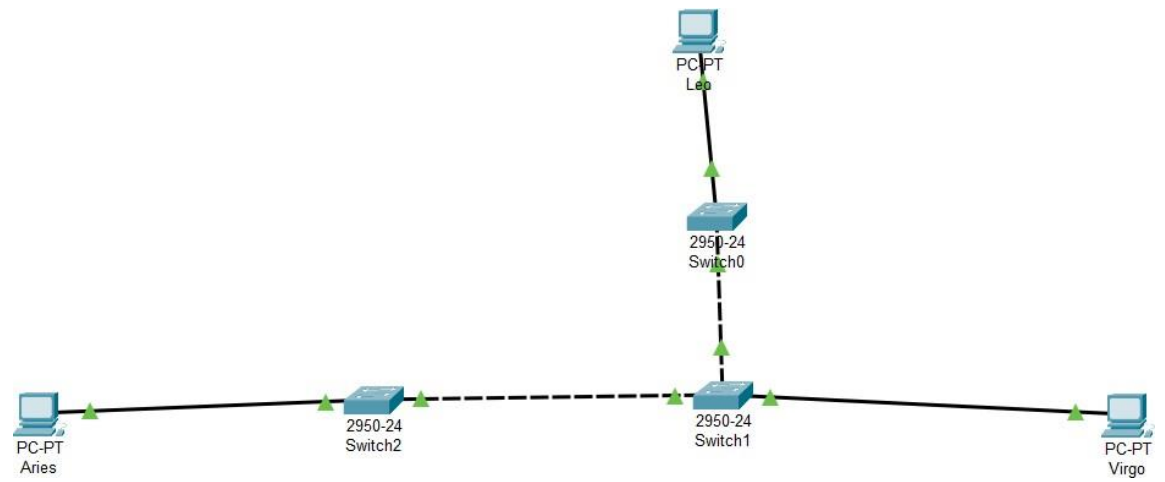 PC-PT
Leo
2950-24
Switch0
2950-24
Switch2
2950-24
Switch1
PC-PT
Aries
PC-PT
Virgo